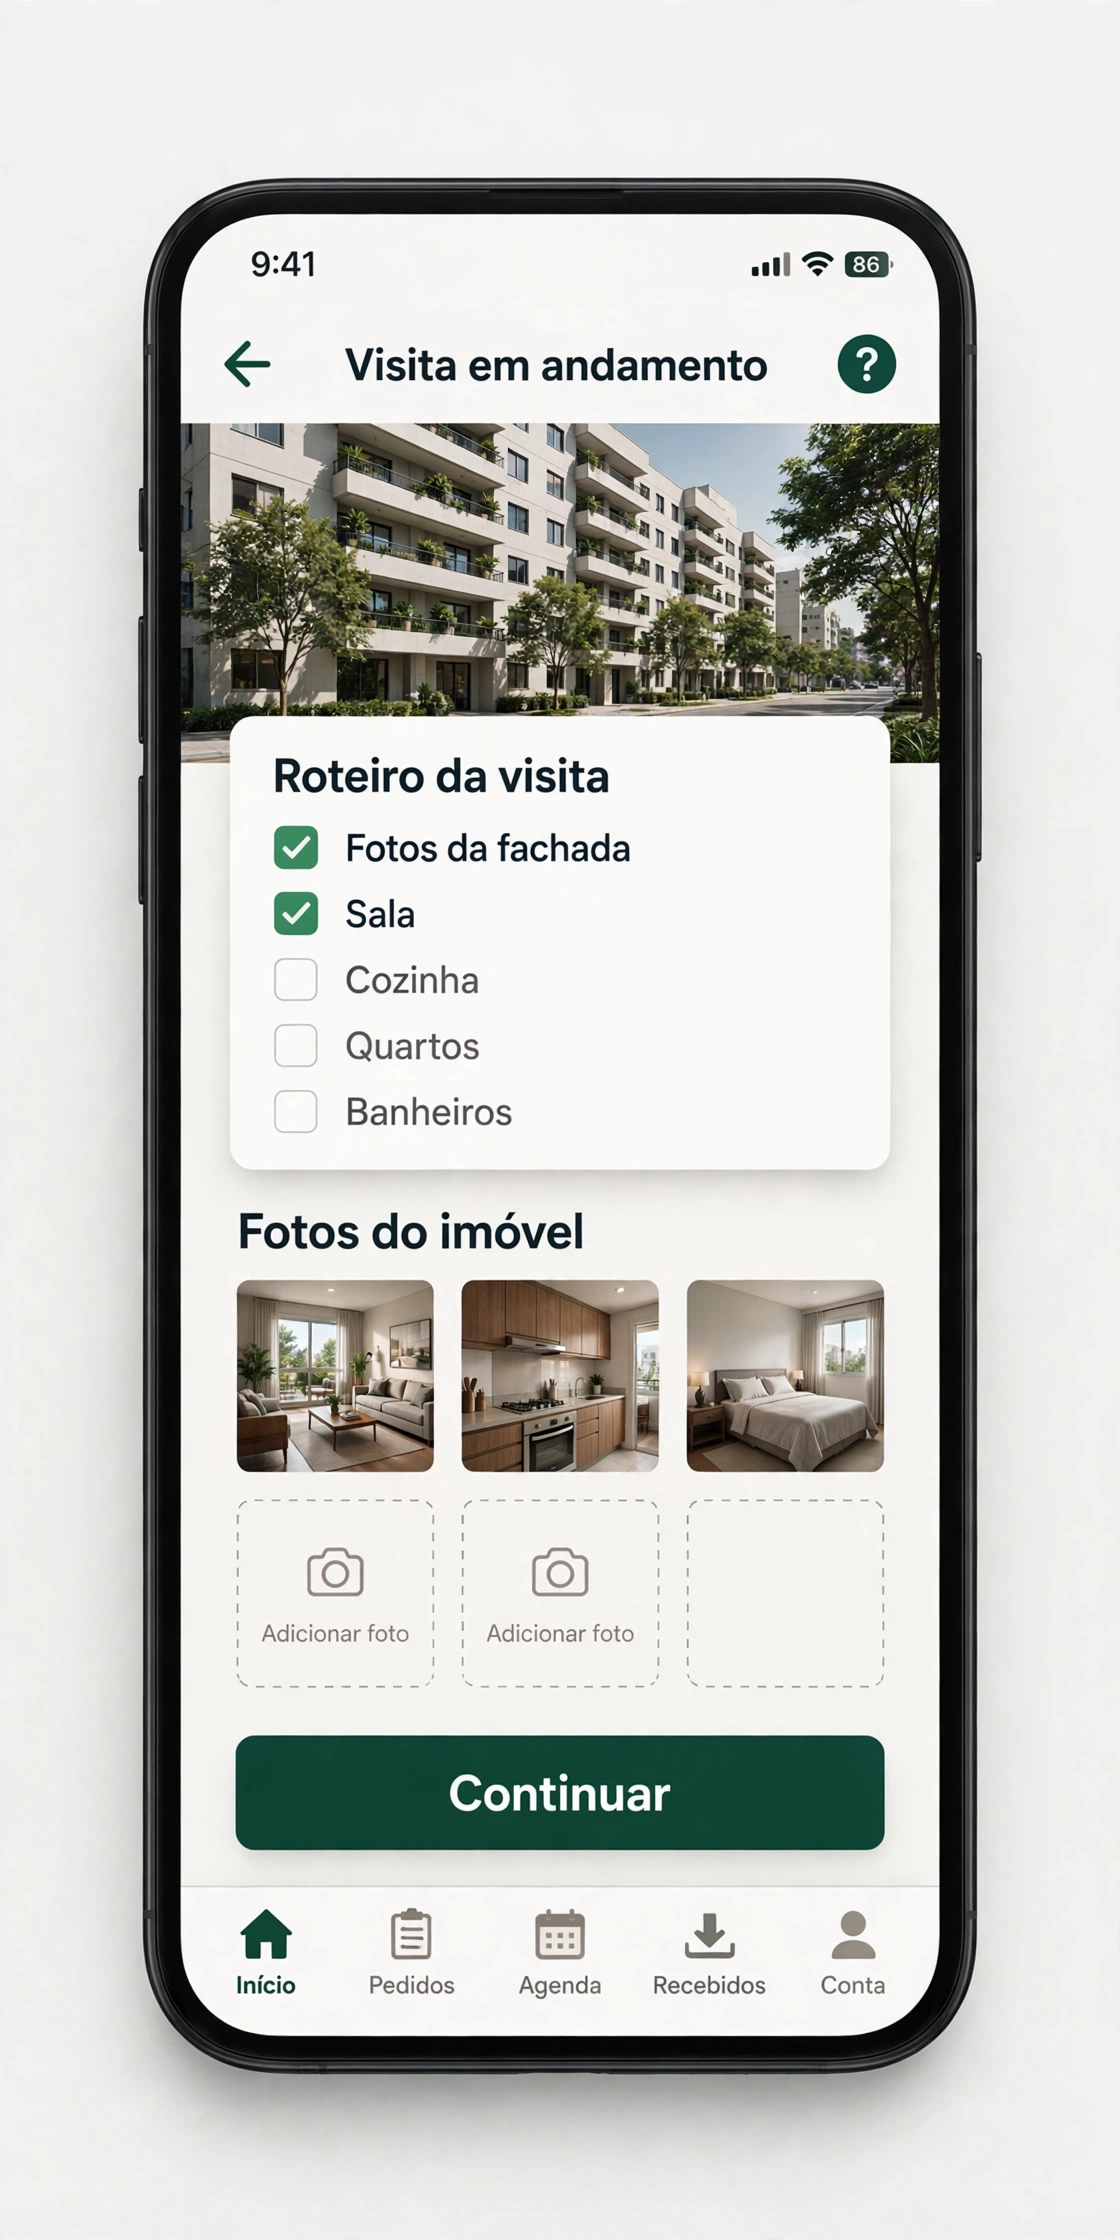 9:41
86
Visita em andamento
?
Roteiro da visita
Fotos da fachada
Sala
Cozinha
Quartos
Banheiros
Fotos do imóvel
Adicionar foto
Adicionar foto
Continuar
Início
Pedidos
Agenda
Recebidos
Conta